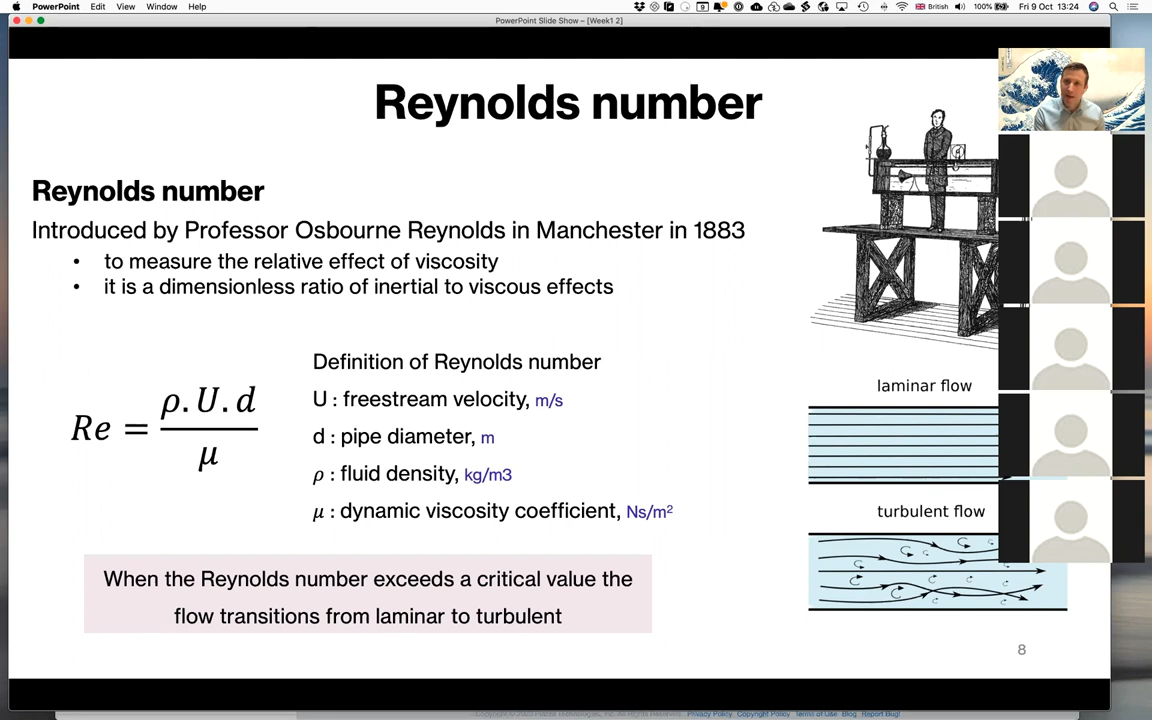 PowerPoint Edit View Window Help
British 100% Fri 9 Oct 13:24
PowerPoint Slide Show – [Week1 2]
Reynolds number
Reynolds number
Introduced by Professor Osbourne Reynolds in Manchester in 1883
• to measure the relative effect of viscosity
• it is a dimensionless ratio of inertial to viscous effects
Definition of Reynolds number
Re = ρ.U.d / μ
U : freestream velocity, m/s
d : pipe diameter, m
ρ : fluid density, kg/m3
μ : dynamic viscosity coefficient, Ns/m²
When the Reynolds number exceeds a critical value the
flow transitions from laminar to turbulent
laminar flow
turbulent flow
8
Privacy Policy Copyright Policy Terms of Use Blog Report Bug!